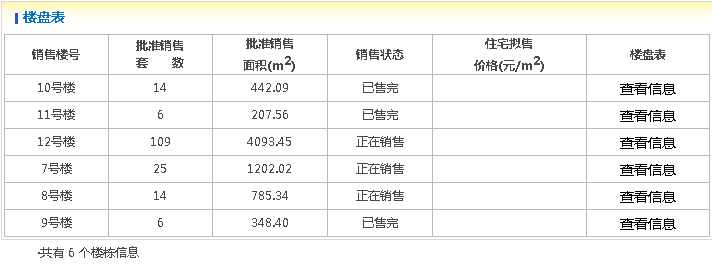 楼盘表
销售楼号 批准销售套　数 批准销售面积(m2) 销售状态 住宅拟售价格(元/m2) 楼盘表
10号楼 14 442.09 已售完 查看信息
11号楼 6 207.56 已售完 查看信息
12号楼 109 4093.45 正在销售 查看信息
7号楼 25 1202.02 正在销售 查看信息
8号楼 14 785.34 正在销售 查看信息
9号楼 6 348.40 已售完 查看信息
·共有 6 个楼栋信息